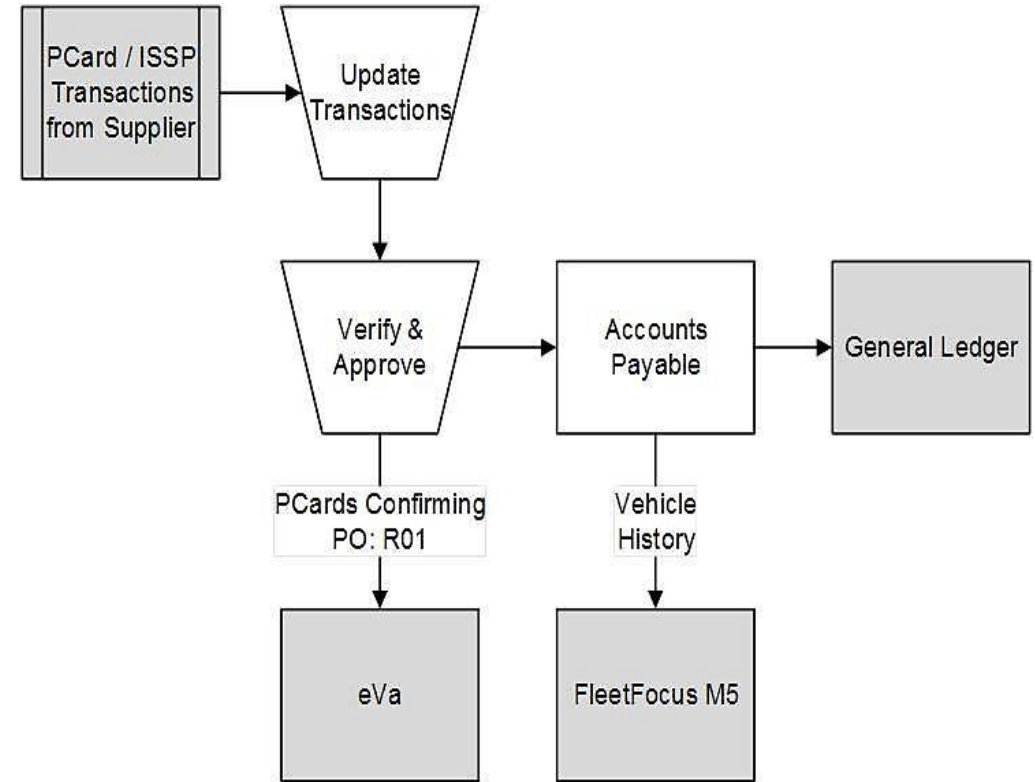 PCard / ISSP
Transactions
from Supplier
Update
Transactions
Verify &
Approve
Accounts
Payable
General Ledger
PCards Confirming
PO: R01
Vehicle
History
eVa
FleetFocus M5